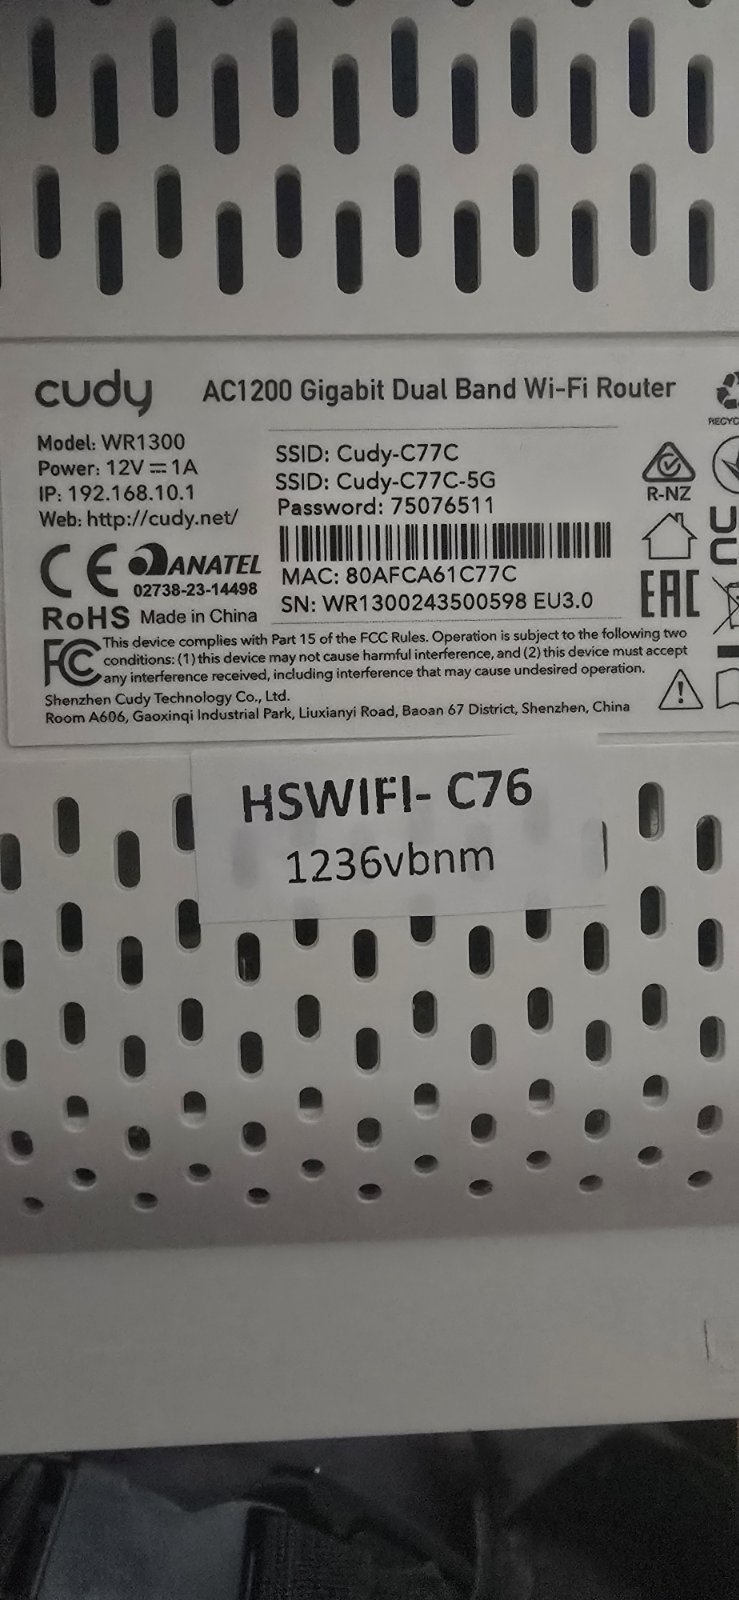 cudy AC1200 Gigabit Dual Band Wi-Fi Router
Model: WR1300
Power: 12V ⎓ 1A
IP: 192.168.10.1
Web: http://cudy.net/
SSID: Cudy-C77C
SSID: Cudy-C77C-5G
Password: 75076511
MAC: 80AFCA61C77C
SN: WR1300243500598 EU3.0
CE ANATEL
02738-23-14498
RoHS Made in China
R-NZ
EAC
FC This device complies with Part 15 of the FCC Rules. Operation is subject to the following two
conditions: (1) this device may not cause harmful interference, and (2) this device must accept
any interference received, including interference that may cause undesired operation.
Shenzhen Cudy Technology Co., Ltd.
Room A606, Gaoxinqi Industrial Park, Liuxianyi Road, Baoan 67 District, Shenzhen, China
HSWIFI- C76
1236vbnm